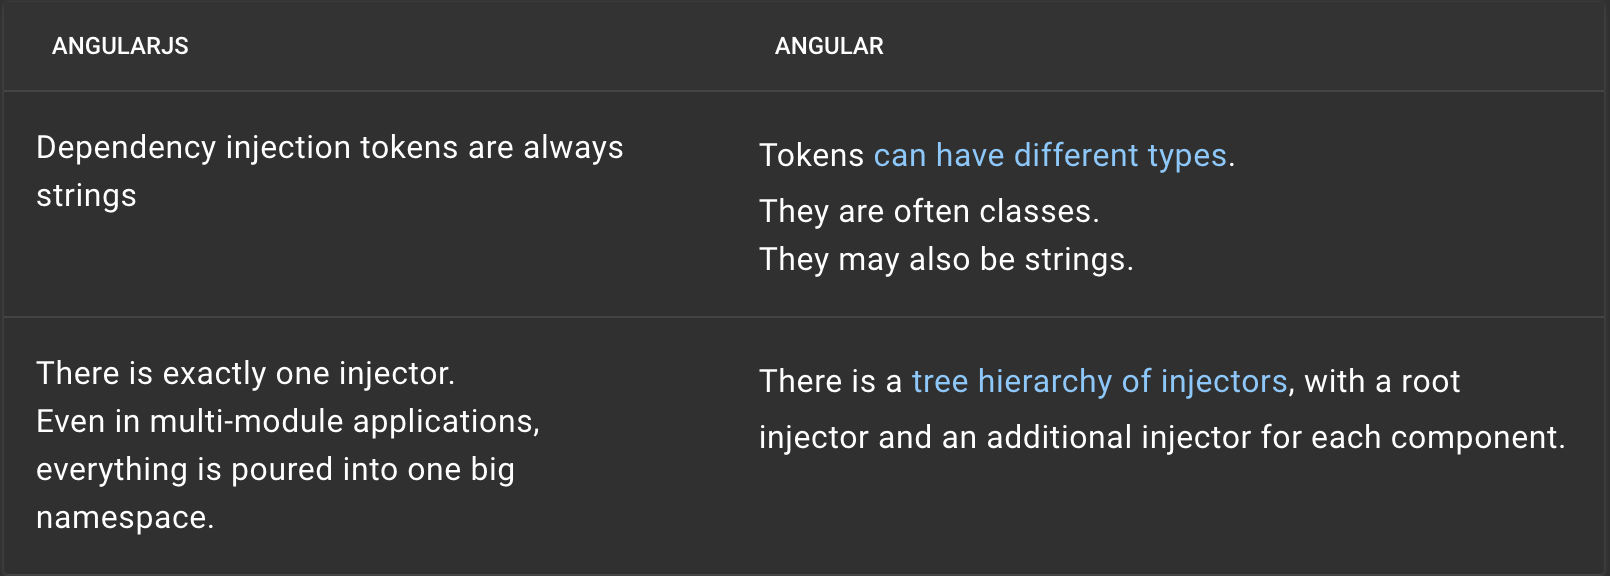 ANGULARJS
ANGULAR
Dependency injection tokens are always
strings
Tokens can have different types.
They are often classes.
They may also be strings.
There is exactly one injector.
Even in multi-module applications,
everything is poured into one big
namespace.
There is a tree hierarchy of injectors, with a root
injector and an additional injector for each component.